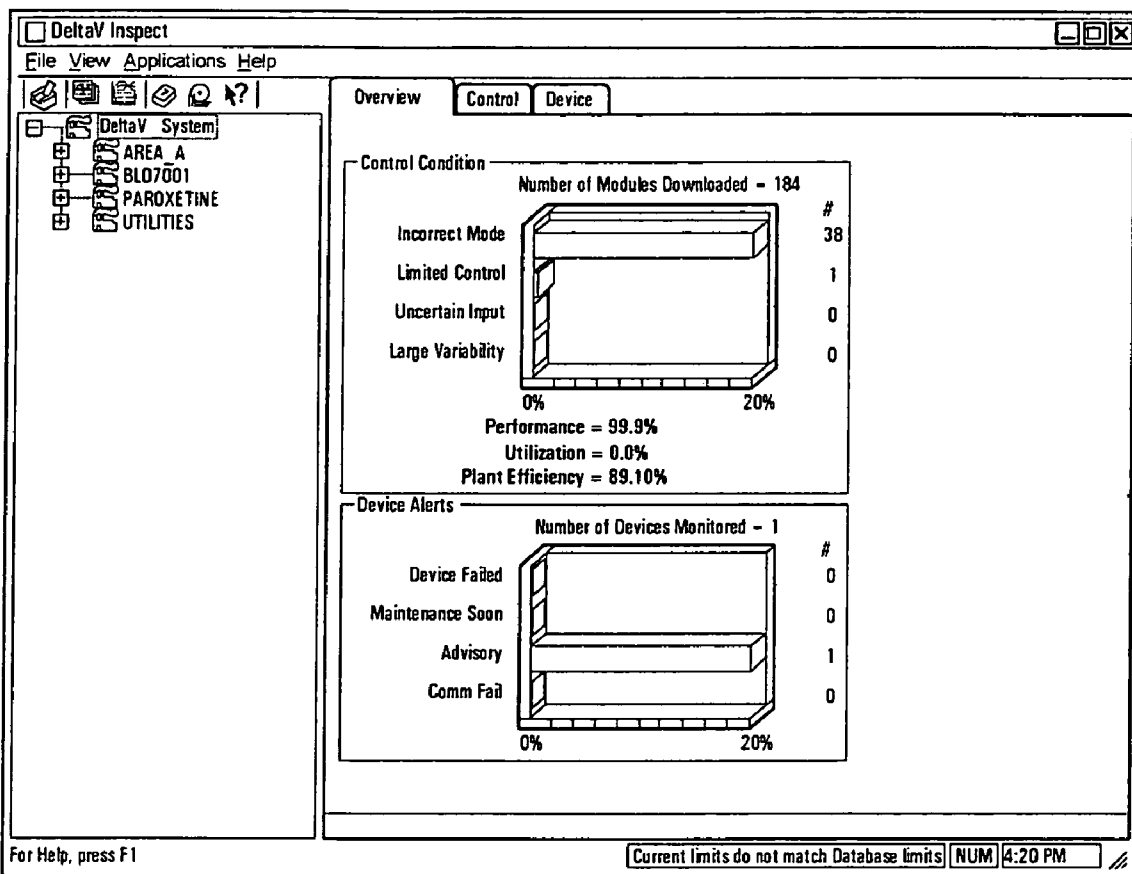 DeltaV Inspect
File View Applications Help
DeltaV System
AREA_A
BLO7001
PAROXETINE
UTILITIES
Overview Control Device
Control Condition
Number of Modules Downloaded - 184
#
Incorrect Mode 38
Limited Control 1
Uncertain Input 0
Large Variability 0
0% 20%
Performance = 99.9%
Utilization = 0.0%
Plant Efficiency = 89.10%
Device Alerts
Number of Devices Monitored - 1
#
Device Failed 0
Maintenance Soon 0
Advisory 1
Comm Fail 0
0% 20%
For Help, press F1
Current limits do not match Database limits NUM 4:20 PM